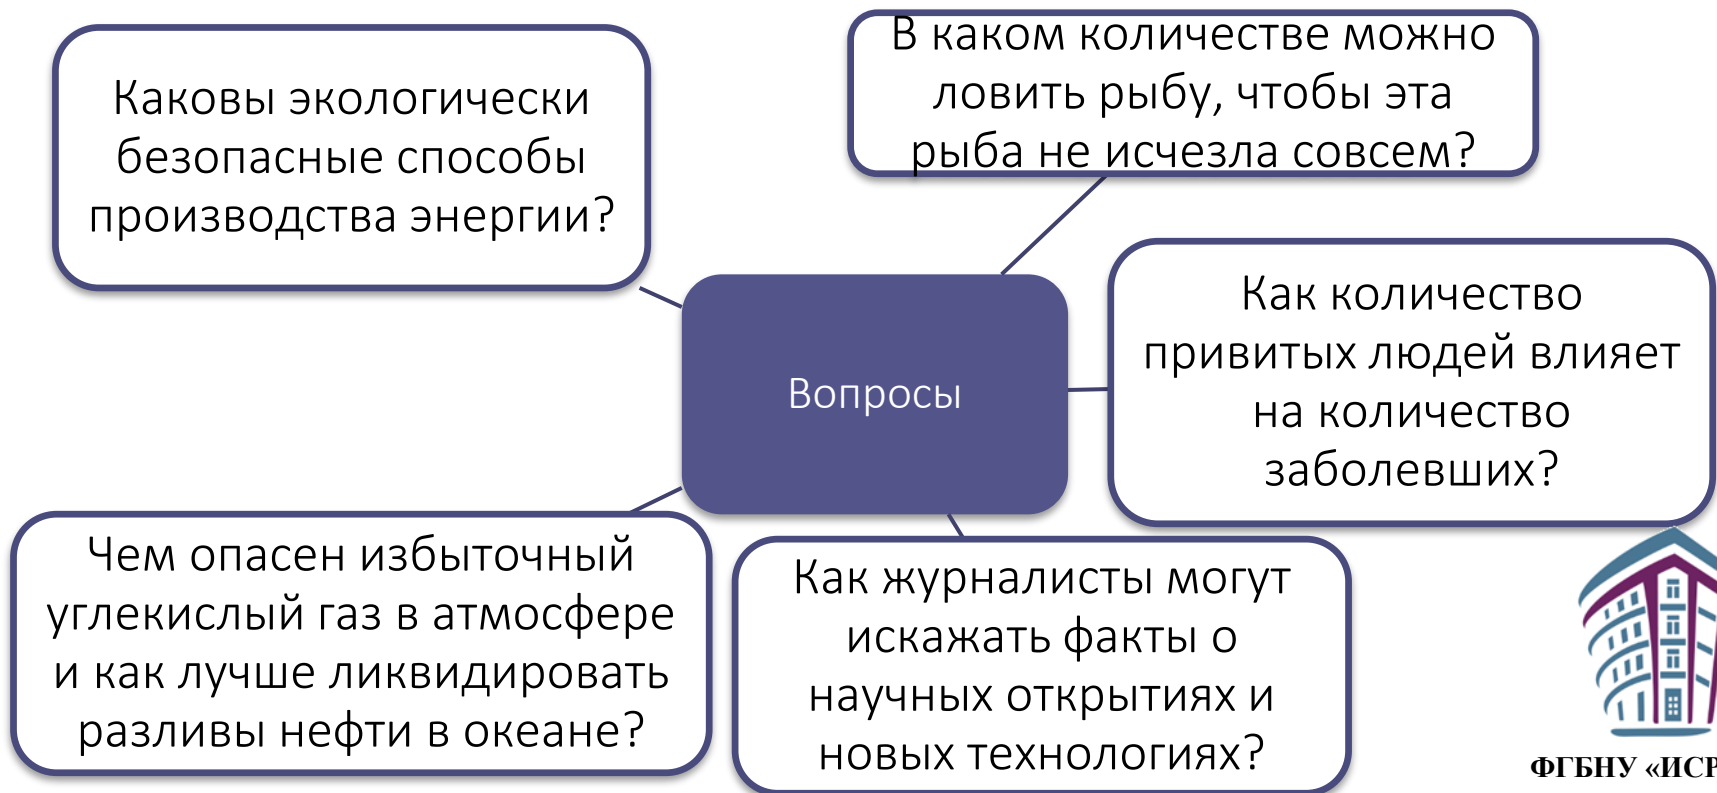 Каковы экологически
безопасные способы
производства энергии?
В каком количестве можно
ловить рыбу, чтобы эта
рыба не исчезла совсем?
Как количество
привитых людей влияет
на количество
заболевших?
Вопросы
Чем опасен избыточный
углекислый газ в атмосфере
и как лучше ликвидировать
разливы нефти в океане?
Как журналисты могут
искажать факты о
научных открытиях и
новых технологиях?
ФГБНУ «ИСР